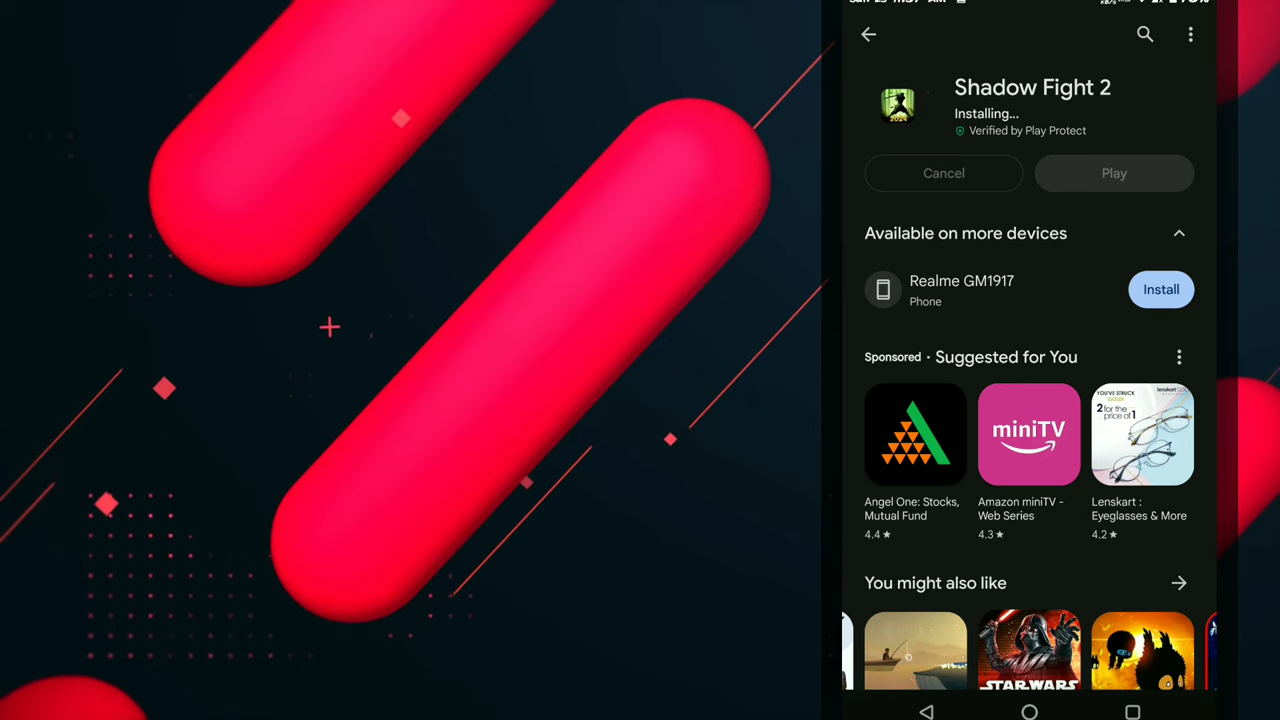 Shadow Fight 2
Installing...
Verified by Play Protect
Cancel
Play
Available on more devices
Realme GM1917
Phone
Install
Sponsored · Suggested for You
YOU'VE STRUCK
GOLD!
2 for the
price of 1
miniTV
Angel One: Stocks,
Mutual Fund
4.4 ★
Amazon miniTV -
Web Series
4.3 ★
Lenskart :
Eyeglasses & More
4.2 ★
You might also like
STAR WARS